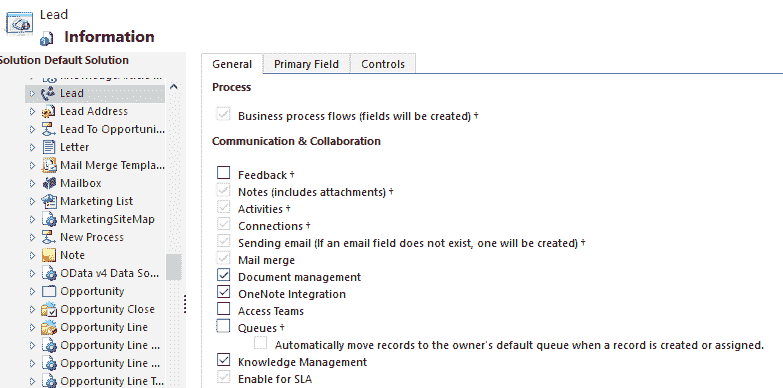 Lead
Information
Solution Default Solution
Lead
Lead Address
Lead To Opportuni...
Letter
Mail Merge Templa...
Mailbox
Marketing List
MarketingSiteMap
New Process
Note
OData v4 Data So...
Opportunity
Opportunity Close
Opportunity Line
Opportunity Line ...
Opportunity Line ...
Opportunity Line T...
General
Primary Field
Controls
Process
Business process flows (fields will be created) †
Communication & Collaboration
Feedback †
Notes (includes attachments) †
Activities †
Connections †
Sending email (If an email field does not exist, one will be created) †
Mail merge
Document management
OneNote Integration
Access Teams
Queues †
Automatically move records to the owner's default queue when a record is created or assigned.
Knowledge Management
Enable for SLA